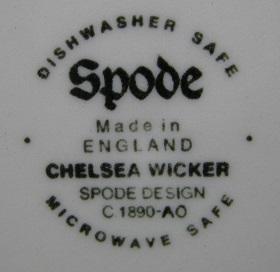 DISHWASHER SAFE
Spode
Made in
ENGLAND
CHELSEA WICKER
SPODE DESIGN
C.1890-AO
MICROWAVE SAFE